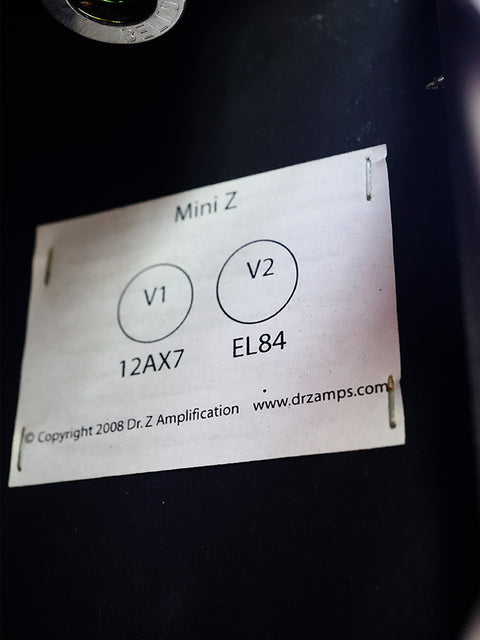 Mini Z
V1 V2
12AX7 EL84
© Copyright 2008 Dr. Z Amplification www.drzamps.com